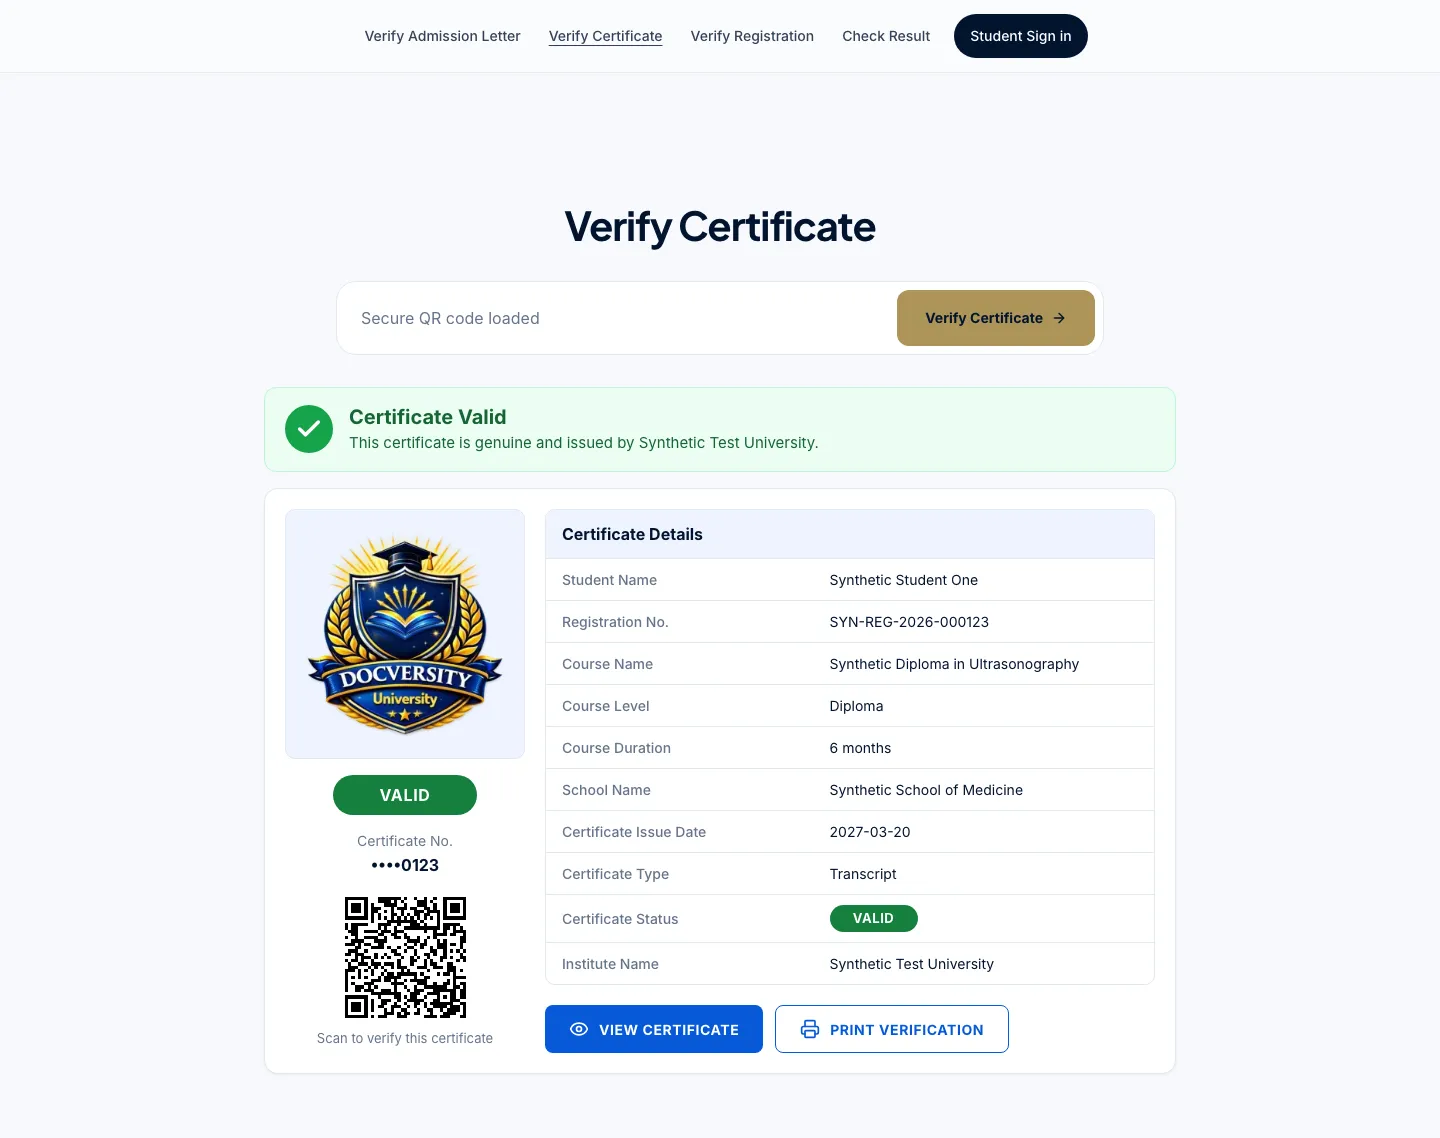 Verify Admission Letter
Verify Certificate
Verify Registration
Check Result
Student Sign in
Verify Certificate
Secure QR code loaded
Verify Certificate →
Certificate Valid
This certificate is genuine and issued by Synthetic Test University.
DOCVERSITY
University
VALID
Certificate No.
••••0123
Scan to verify this certificate
Certificate Details
Student Name Synthetic Student One
Registration No. SYN-REG-2026-000123
Course Name Synthetic Diploma in Ultrasonography
Course Level Diploma
Course Duration 6 months
School Name Synthetic School of Medicine
Certificate Issue Date 2027-03-20
Certificate Type Transcript
Certificate Status VALID
Institute Name Synthetic Test University
VIEW CERTIFICATE
PRINT VERIFICATION